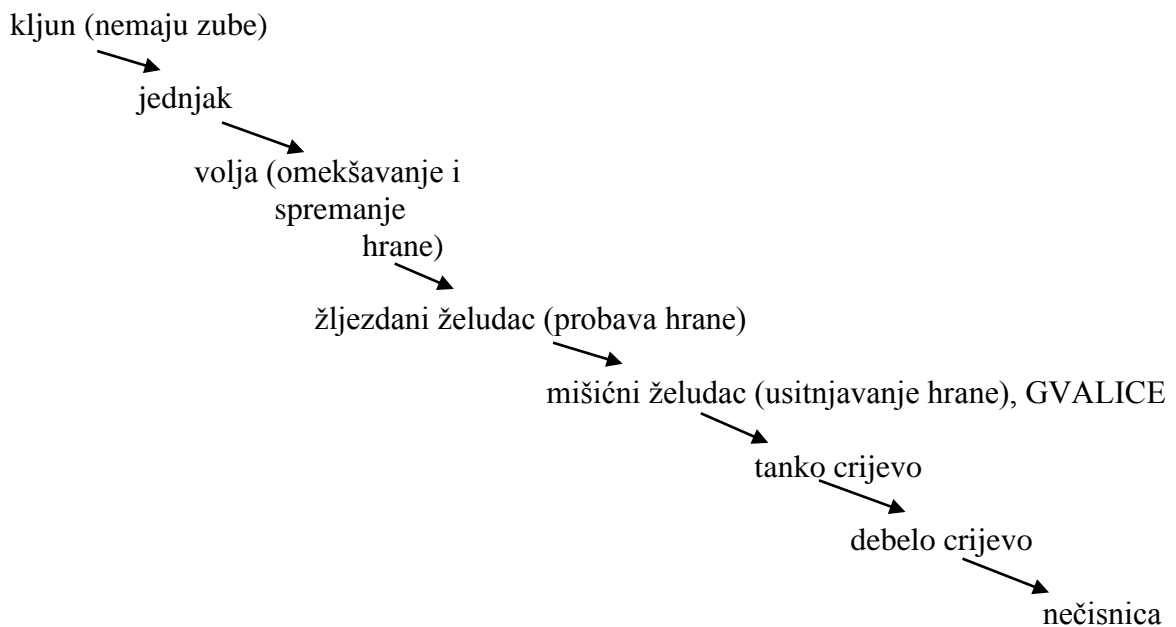 kljun (nemaju zube)
jednjak
volja (omekšavanje i
spremanje
hrane)
žljezdani želudac (probava hrane)
mišićni želudac (usitnjavanje hrane), GVALICE
tanko crijevo
debelo crijevo
nečisnica